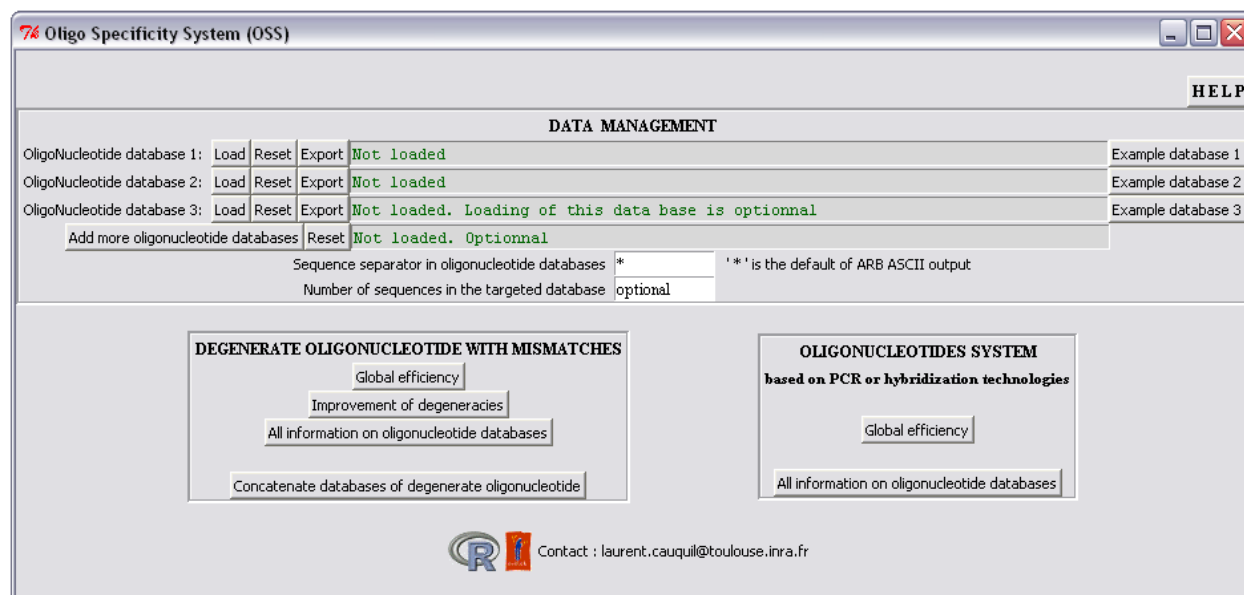 Oligo Specificity System (OSS)
HELP
DATA MANAGEMENT
OligoNucleotide database 1: Load Reset Export Not loaded Example database 1
OligoNucleotide database 2: Load Reset Export Not loaded Example database 2
OligoNucleotide database 3: Load Reset Export Not loaded. Loading of this data base is optionnal Example database 3
Add more oligonucleotide databases Reset Not loaded. Optionnal
Sequence separator in oligonucleotide databases * '*' is the default of ARB ASCII output
Number of sequences in the targeted database optional
DEGENERATE OLIGONUCLEOTIDE WITH MISMATCHES
Global efficiency
Improvement of degeneracies
All information on oligonucleotide databases
Concatenate databases of degenerate oligonucleotide
OLIGONUCLEOTIDES SYSTEM
based on PCR or hybridization technologies
Global efficiency
All information on oligonucleotide databases
R Contact : laurent.cauquil@toulouse.inra.fr